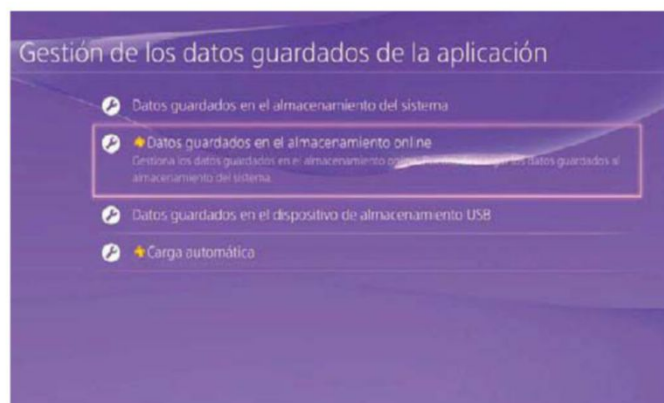 Gestión de los datos guardados de la aplicación
Datos guardados en el almacenamiento del sistema
Datos guardados en el almacenamiento online
Gestiona los datos guardados en el almacenamiento datos guardados al
almacenamiento del sistema.
Datos guardados en el dispositivo de almacenamiento USB
Carga automática